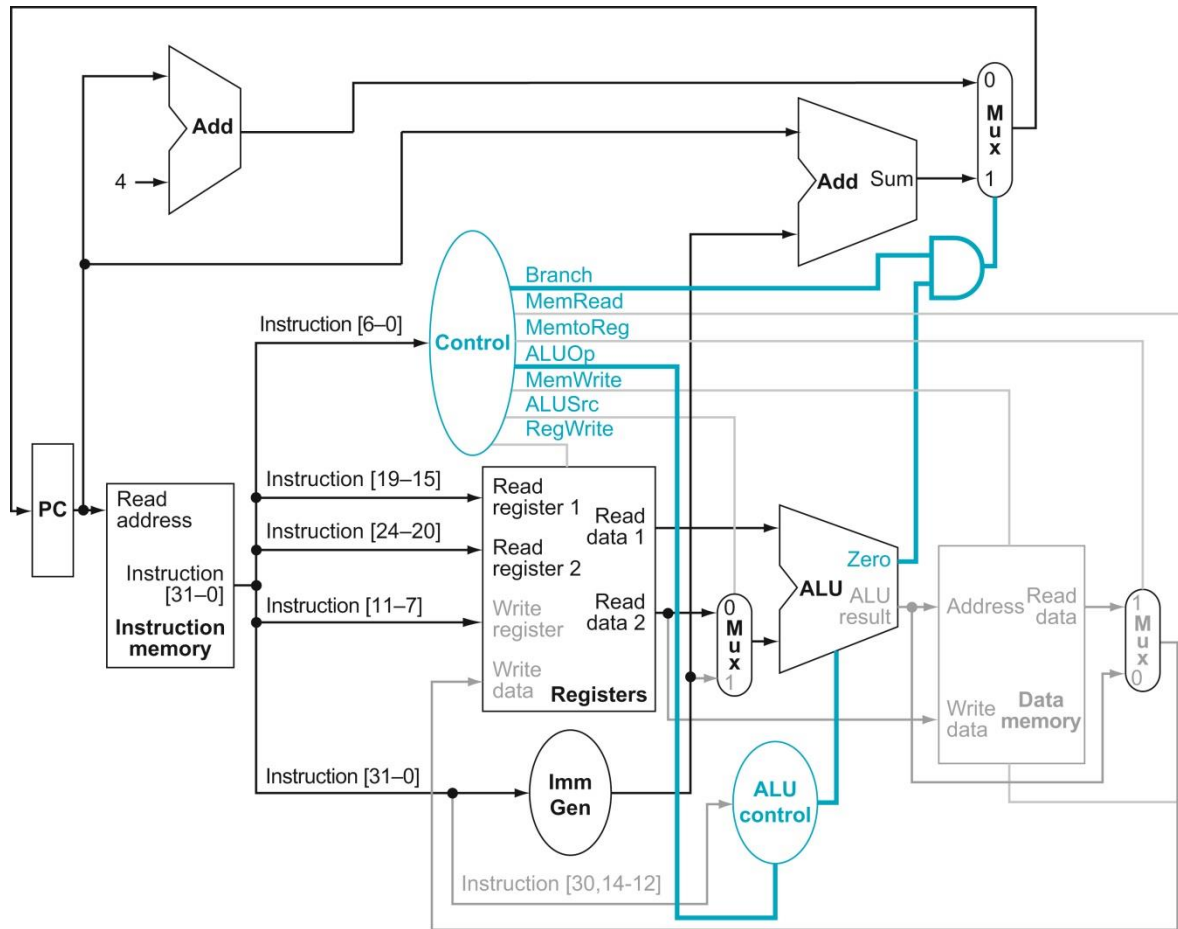 0
M
u
x
1
Add
4
Add Sum
Branch
MemRead
MemtoReg
ALUOp
MemWrite
ALUSrc
RegWrite
Instruction [6–0]
Control
PC
Read
address
Instruction
[31–0]
Instruction
memory
Instruction [19–15]
Instruction [24–20]
Instruction [11–7]
Instruction [31–0]
Instruction [30,14-12]
Read
register 1
Read
register 2
Write
register
Write
data
Read
data 1
Read
data 2
Registers
Imm
Gen
0
M
u
x
1
Zero
ALU
ALU
result
ALU
control
Address
Read
data
Write
data
Data
memory
1
M
u
x
0